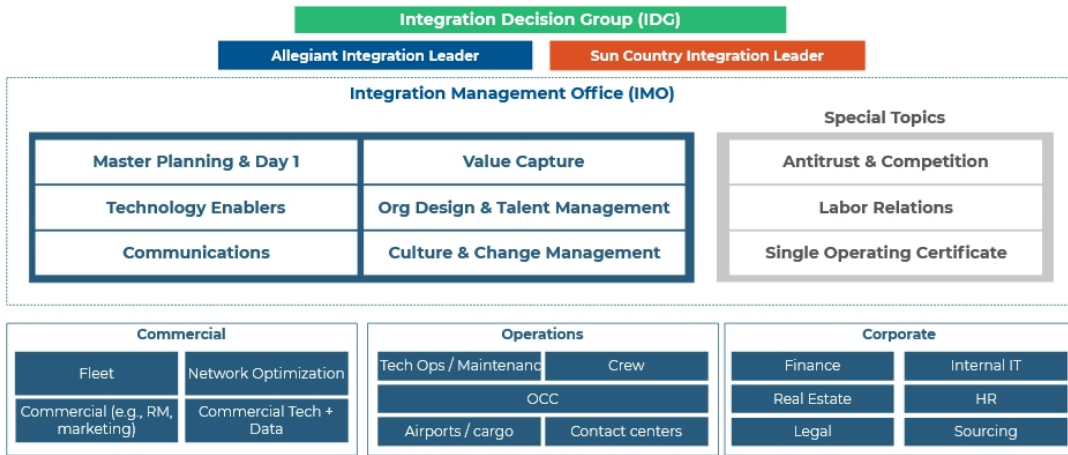 Integration Decision Group (IDG)
Allegiant Integration Leader
Sun Country Integration Leader
Integration Management Office (IMO)
Special Topics
Master Planning & Day 1
Value Capture
Antitrust & Competition
Technology Enablers
Org Design & Talent Management
Labor Relations
Communications
Culture & Change Management
Single Operating Certificate
Commercial
Fleet
Network Optimization
Commercial (e.g., RM,
marketing)
Commercial Tech +
Data
Operations
Tech Ops / Maintenanc
Crew
OCC
Airports / cargo
Contact centers
Corporate
Finance
Internal IT
Real Estate
HR
Legal
Sourcing